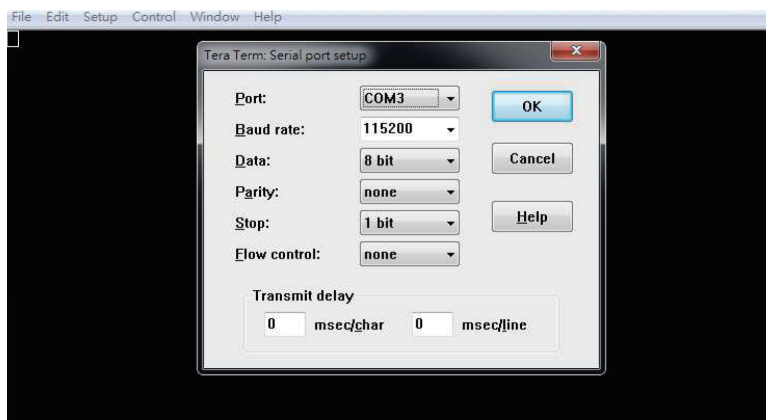 File Edit Setup Control Window Help
Tera Term: Serial port setup
Port: COM3
OK
Baud rate: 115200
Data: 8 bit
Cancel
Parity: none
Stop: 1 bit
Help
Flow control: none
Transmit delay
0 msec/char 0 msec/line